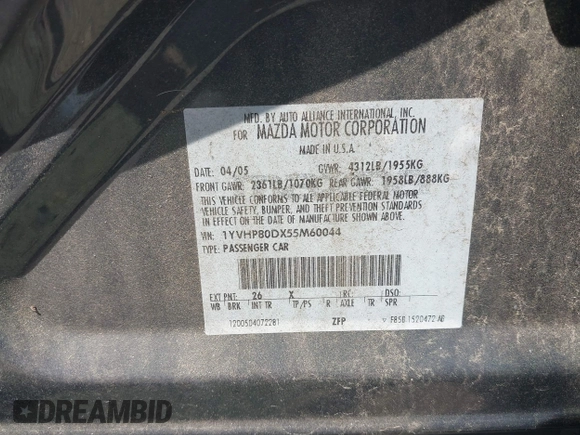 MFD. BY AUTO ALLIANCE INTERNATIONAL, INC.
FOR MAZDA MOTOR CORPORATION
MADE IN U.S.A.
DATE: 04/05 GVWR: 4312LB/1955KG
FRONT GAWR: 2361LB/1070KG REAR GAWR: 1958LB/888KG
THIS VEHICLE CONFORMS TO ALL APPLICABLE FEDERAL MOTOR
VEHICLE SAFETY, BUMPER, AND THEFT PREVENTION STANDARDS
IN EFFECT ON THE DATE OF MANUFACTURE SHOWN ABOVE.
VIN: 1YVHP80DX55M60044
TYPE: PASSENGER CAR
EXT PNT: 26 X RC: DSO:
WB BRK INT TR TP/PS R AXLE TR SPR
1200504072281 ZFP
DREAMBID